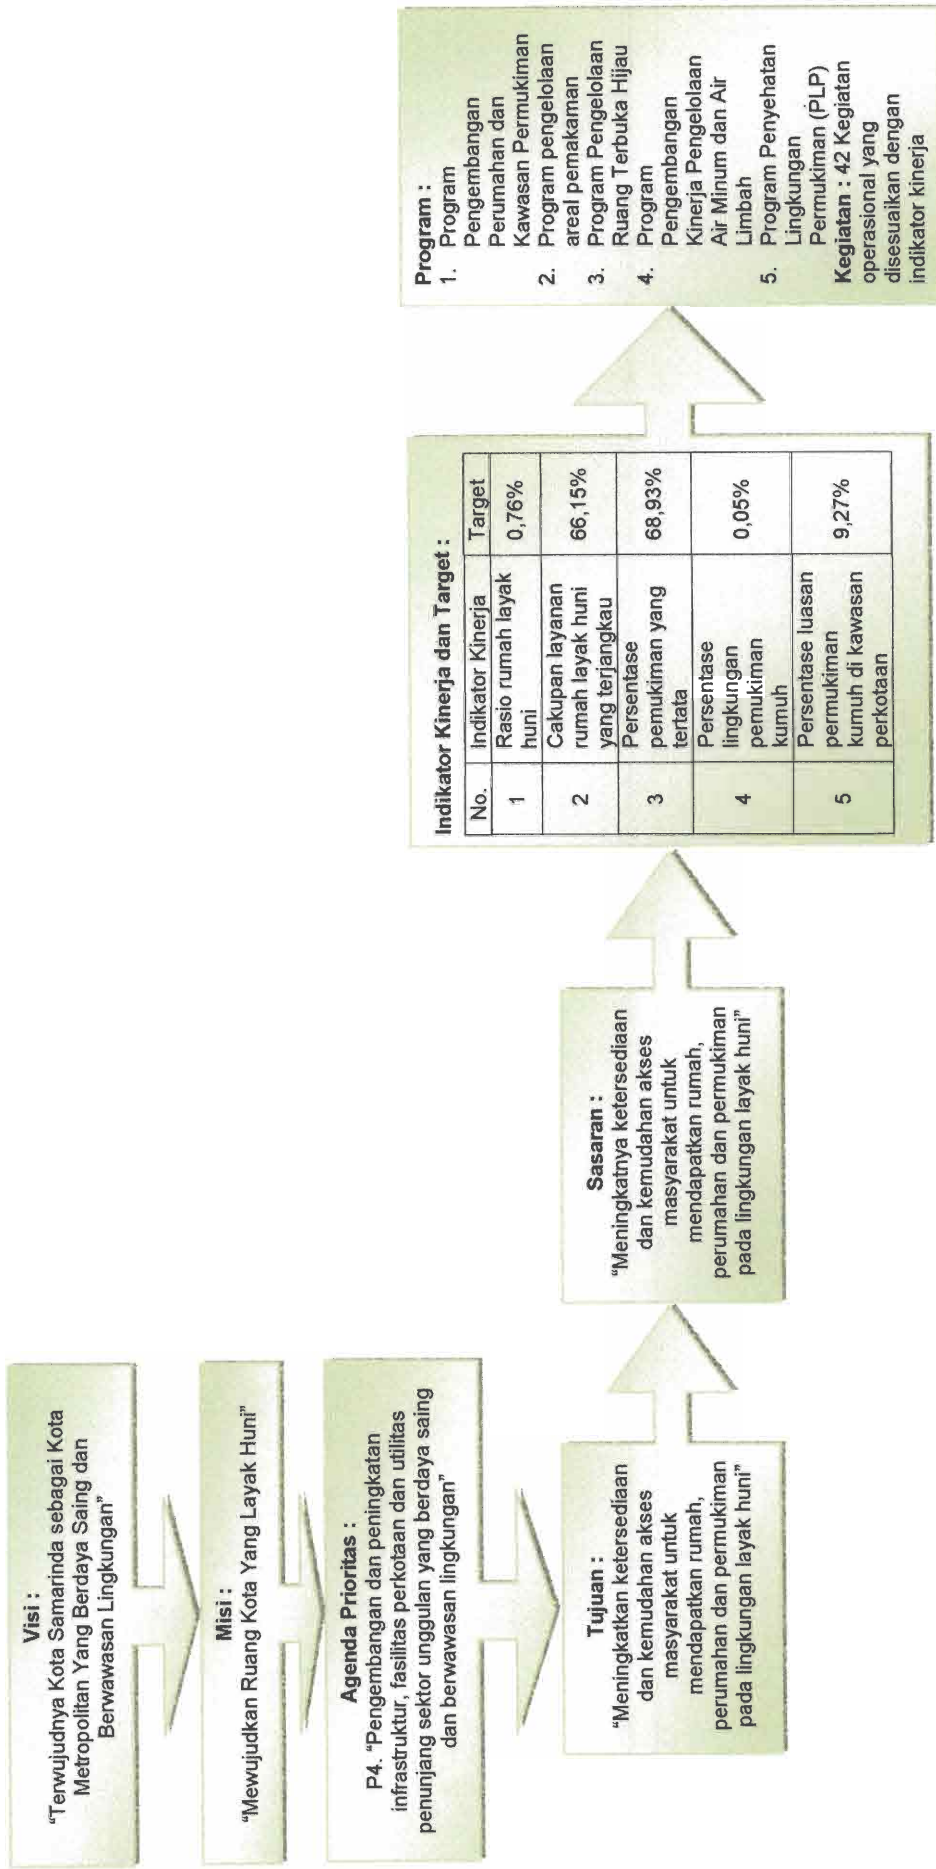 Visi :
“Terwujudnya Kota Samarinda sebagai Kota
Metropolitan Yang Berdaya Saing dan
Berwawasan Lingkungan”
Misi :
“Mewujudkan Ruang Kota Yang Layak Huni”
Agenda Prioritas :
P4. “Pengembangan dan peningkatan
infrastruktur, fasilitas perkotaan dan utilitas
penunjang sektor unggulan yang berdaya saing
dan berwawasan lingkungan”
Tujuan :
“Meningkatkan ketersediaan
dan kemudahan akses
masyarakat untuk
mendapatkan rumah,
perumahan dan permukiman
pada lingkungan layak huni”
Sasaran :
“Meningkatnya ketersediaan
dan kemudahan akses
masyarakat untuk
mendapatkan rumah,
perumahan dan permukiman
pada lingkungan layak huni”
Indikator Kinerja dan Target :
No. Indikator Kinerja Target
1 Rasio rumah layak 0,76%
huni
2 Cakupan layanan 66,15%
rumah layak huni
yang terjangkau
3 Persentase 68,93%
pemukiman yang
tertata
4 Persentase 0,05%
lingkungan
pemukiman
kumuh
5 Persentase luasan 9,27%
permukiman
kumuh di kawasan
perkotaan
Program :
1. Program
Pengembangan
Perumahan dan
Kawasan Permukiman
2. Program pengelolaan
areal pemakaman
3. Program Pengelolaan
Ruang Terbuka Hijau
4. Program
Pengembangan
Kinerja Pengelolaan
Air Minum dan Air
Limbah
5. Program Penyehatan
Lingkungan
Permukiman (PLP)
Kegiatan : 42 Kegiatan
operasional yang
disesuaikan dengan
indikator kinerja